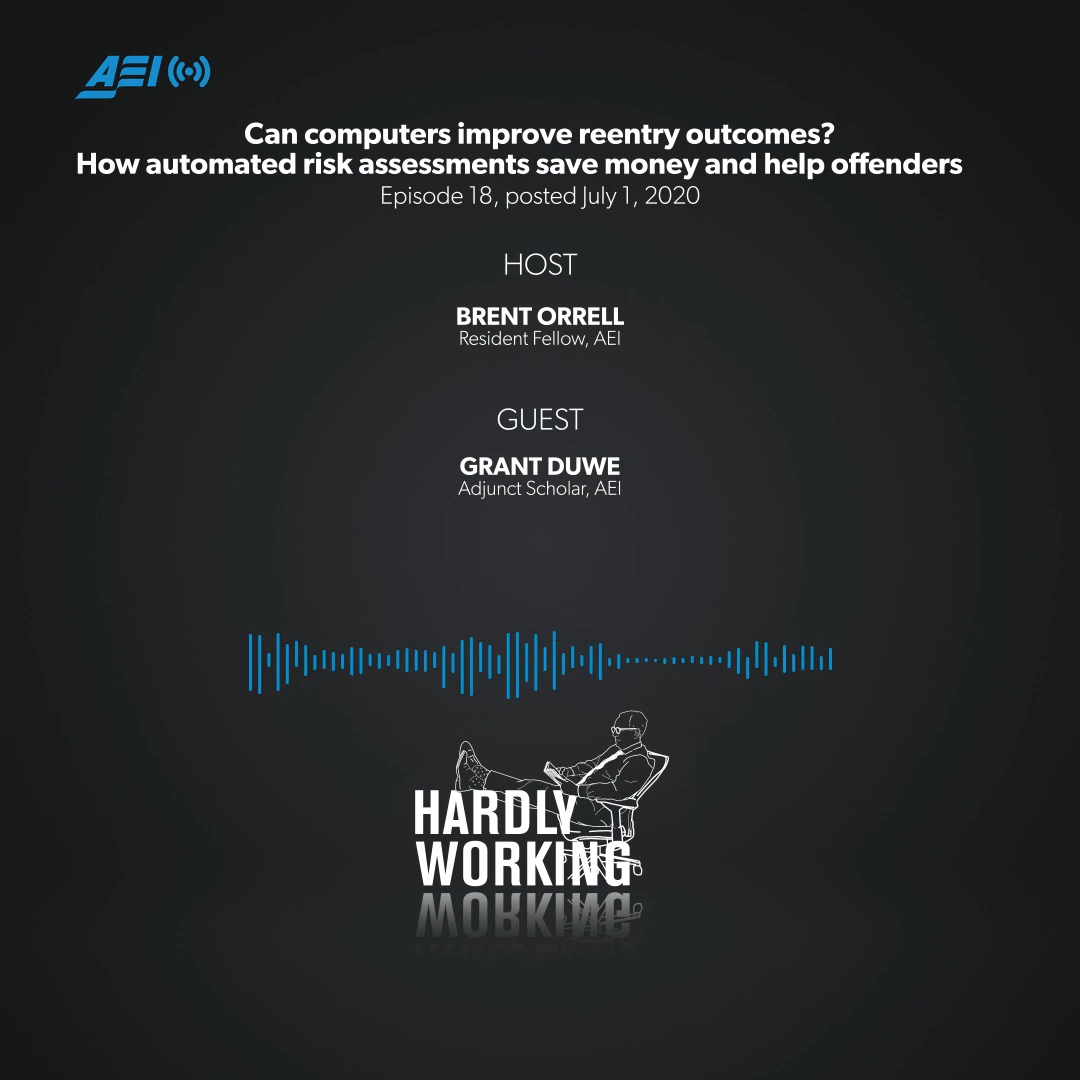 AEI
Can computers improve reentry outcomes?
How automated risk assessments save money and help offenders
Episode 18, posted July 1, 2020
HOST
BRENT ORRELL
Resident Fellow, AEI
GUEST
GRANT DUWE
Adjunct Scholar, AEI
HARDLY
WORKING